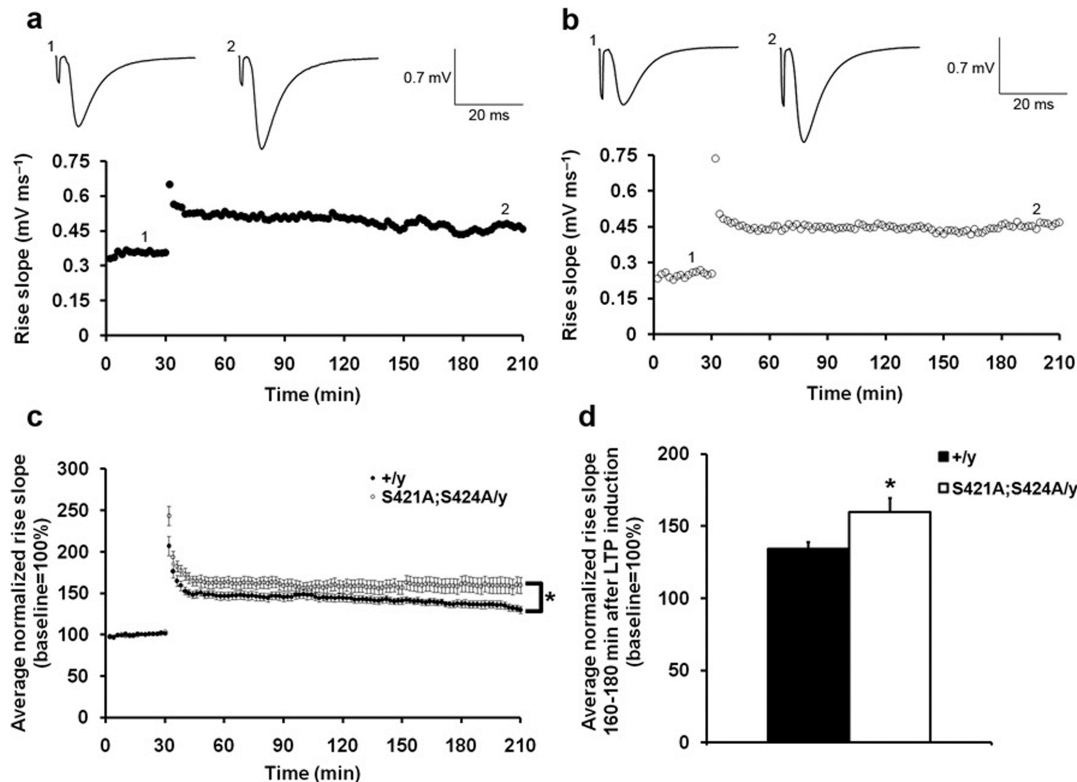 a
1
2
0.7 mV
20 ms
Rise slope (mV ms⁻¹)
0.75
0.6
0.45
0.3
0.15
0
1
2
0
30
60
90
120
150
180
210
Time (min)
b
1
2
0.7 mV
20 ms
Rise slope (mV ms⁻¹)
0.75
0.6
0.45
0.3
0.15
0
1
2
0
30
60
90
120
150
180
210
Time (min)
c
Average normalized rise slope
(baseline=100%)
300
250
200
150
100
50
0
+/y
S421A;S424A/y
*
0
30
60
90
120
150
180
210
Time (min)
d
Average normalized rise slope
160-180 min after LTP induction
(baseline=100%)
200
150
100
50
0
+/y
S421A;S424A/y
*